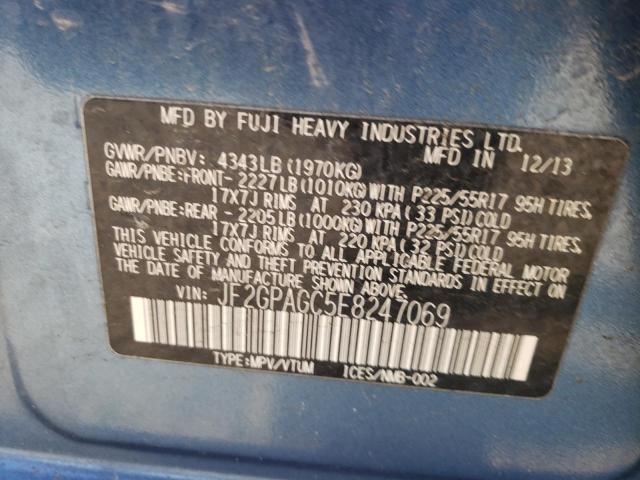 MFD BY FUJI HEAVY INDUSTRIES LTD.
GVWR/PNBV: 4343LB (1970KG) MFD IN 12/13
GAWR/PNBE:FRONT-2227LB (1010KG) WITH P225/55R17 95H TIRES,
17X7J RIMS AT 230 KPA (33 PSI) COLD
GAWR/PNBE:REAR -2205LB (1000KG) WITH P225/55R17 95H TIRES,
17X7J RIMS AT 220 KPA (32 PSI) COLD
THIS VEHICLE CONFORMS TO ALL APPLICABLE FEDERAL MOTOR
VEHICLE SAFETY AND THEFT PREVENTION STANDARDS IN EFFECT ON
THE DATE OF MANUFACTURE SHOWN ABOVE.
VIN: JF2GPAGC5E8247069
TYPE:MPV/VTUM ICES/NMB-002